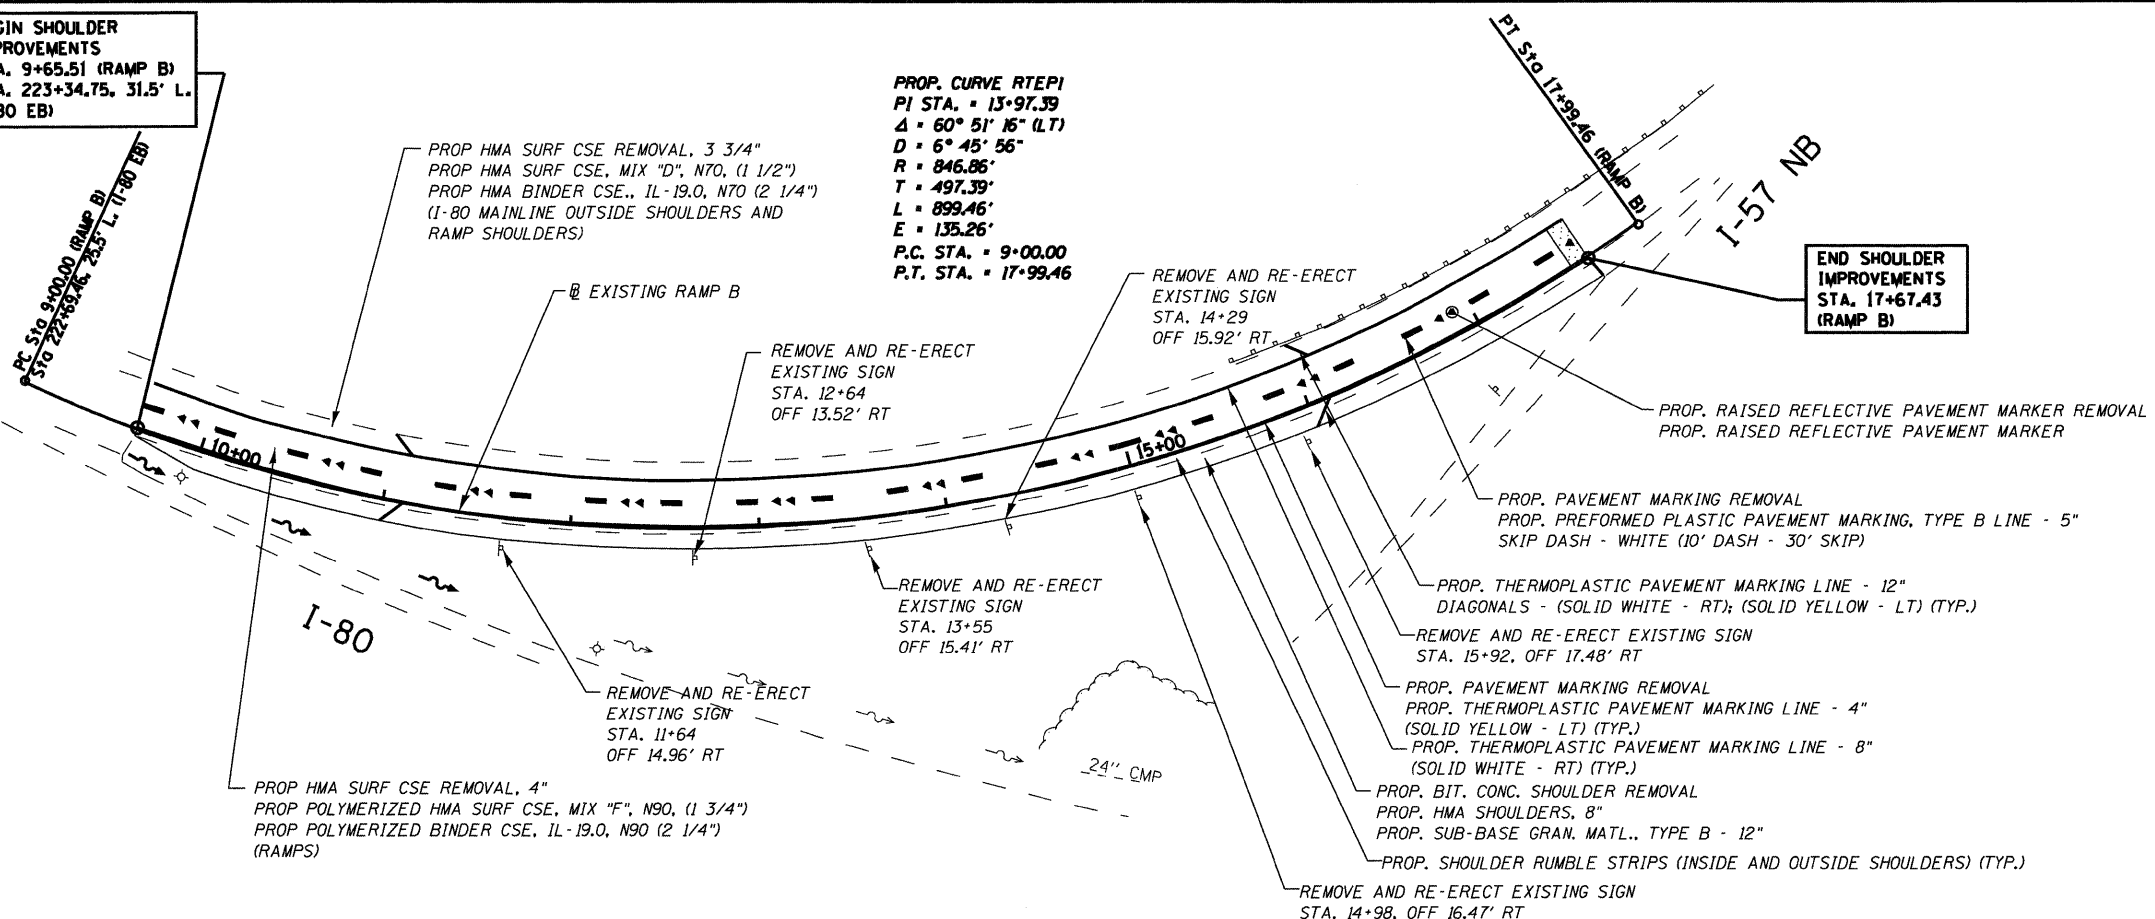 GIN SHOULDER
PROVEMENTS
A. 9+65.51 (RAMP B)
A. 223+34.75, 31.5' L.
80 EB)
PC Sta 9+00.00 (RAMP B)
Sta 222+69.46, 25.5' L. (I-80 EB)
PROP HMA SURF CSE REMOVAL, 3 3/4"
PROP HMA SURF CSE, MIX "D", N70, (1 1/2")
PROP HMA BINDER CSE., IL-19.0, N70 (2 1/4")
(I-80 MAINLINE OUTSIDE SHOULDERS AND
RAMP SHOULDERS)
PROP. CURVE RTEP1
PI STA. = 13+97.39
Δ = 60° 51' 16" (LT)
D = 6° 45' 56"
R = 846.86'
T = 497.39'
L = 899.46'
E = 135.26'
P.C. STA. = 9+00.00
P.T. STA. = 17+99.46
PT Sta 17+99.46 (RAMP B)
I-57 NB
END SHOULDER
IMPROVEMENTS
STA. 17+67.43
(RAMP B)
REMOVE AND RE-ERECT
EXISTING SIGN
STA. 14+29
OFF 15.92' RT
℄ EXISTING RAMP B
REMOVE AND RE-ERECT
EXISTING SIGN
STA. 12+64
OFF 13.52' RT
10+00
15+00
PROP. RAISED REFLECTIVE PAVEMENT MARKER REMOVAL
PROP. RAISED REFLECTIVE PAVEMENT MARKER
PROP. PAVEMENT MARKING REMOVAL
PROP. PREFORMED PLASTIC PAVEMENT MARKING, TYPE B LINE - 5"
SKIP DASH - WHITE (10' DASH - 30' SKIP)
REMOVE AND RE-ERECT
EXISTING SIGN
STA. 13+55
OFF 15.41' RT
PROP. THERMOPLASTIC PAVEMENT MARKING LINE - 12"
DIAGONALS - (SOLID WHITE - RT); (SOLID YELLOW - LT) (TYP.)
I-80
REMOVE AND RE-ERECT EXISTING SIGN
STA. 15+92, OFF 17.48' RT
REMOVE AND RE-ERECT
EXISTING SIGN
STA. 11+64
OFF 14.96' RT
PROP. PAVEMENT MARKING REMOVAL
PROP. THERMOPLASTIC PAVEMENT MARKING LINE - 4"
(SOLID YELLOW - LT) (TYP.)
PROP. THERMOPLASTIC PAVEMENT MARKING LINE - 8"
(SOLID WHITE - RT) (TYP.)
24" CMP
PROP HMA SURF CSE REMOVAL, 4"
PROP POLYMERIZED HMA SURF CSE, MIX "F", N90, (1 3/4")
PROP POLYMERIZED BINDER CSE, IL-19.0, N90 (2 1/4")
(RAMPS)
PROP. BIT. CONC. SHOULDER REMOVAL
PROP. HMA SHOULDERS, 8"
PROP. SUB-BASE GRAN. MATL., TYPE B - 12"
PROP. SHOULDER RUMBLE STRIPS (INSIDE AND OUTSIDE SHOULDERS) (TYP.)
REMOVE AND RE-ERECT EXISTING SIGN
STA. 14+98, OFF 16.47' RT